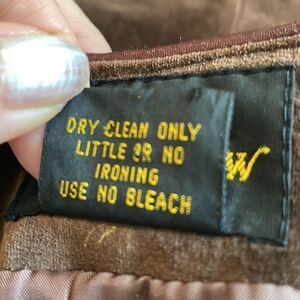 DRY CLEAN ONLY
LITTLE OR NO
IRONING
USE NO BLEACH